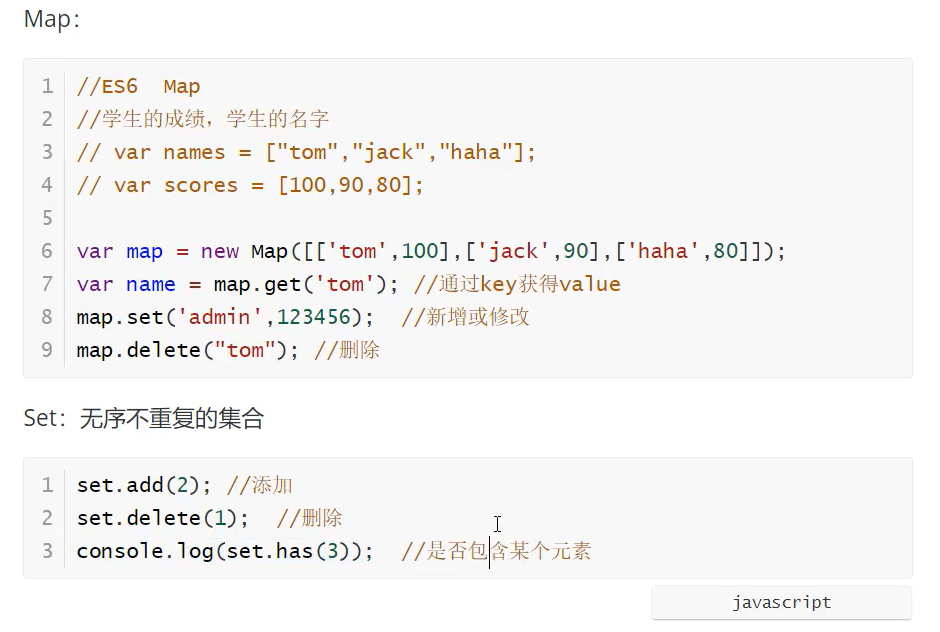 Map：
1 //ES6  Map
2 //学生的成绩，学生的名字
3 // var names = ["tom","jack","haha"];
4 // var scores = [100,90,80];
5
6 var map = new Map([['tom',100],['jack',90],['haha',80]]);
7 var name = map.get('tom'); //通过key获得value
8 map.set('admin',123456);  //新增或修改
9 map.delete("tom"); //删除
Set：无序不重复的集合
1 set.add(2); //添加
2 set.delete(1);  //删除
3 console.log(set.has(3));  //是否包含某个元素
javascript